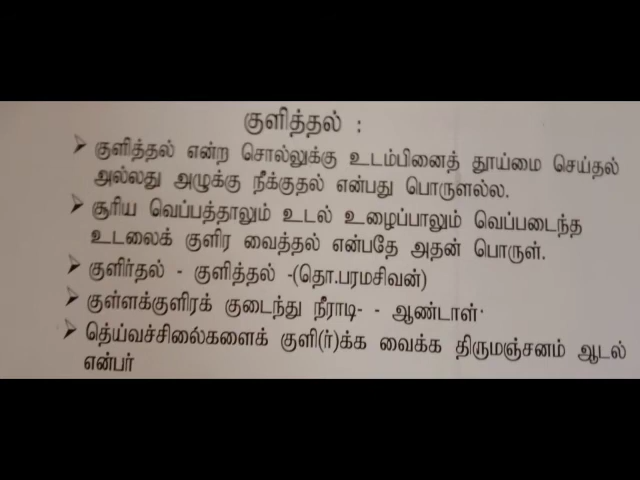 குளித்தல் :
➤ குளித்தல் என்ற சொல்லுக்கு உடம்பினைத் தூய்மை செய்தல்
அல்லது அழுக்கு நீக்குதல் என்பது பொருளல்ல.
➤ சூரிய வெப்பத்தாலும் உடல் உழைப்பாலும் வெப்படைந்த
உடலைக் குளிர வைத்தல் என்பதே அதன் பொருள்.
➤ குளிர்தல் - குளித்தல் -(தொ.பரமசிவன்)
➤ குள்ளக்குளிரக் குடைந்து நீராடி- - ஆண்டாள்·
➤ தெய்வச்சிலைகளைக் குளி(ர்)க்க வைக்க திருமஞ்சனம் ஆடல்
என்பர்